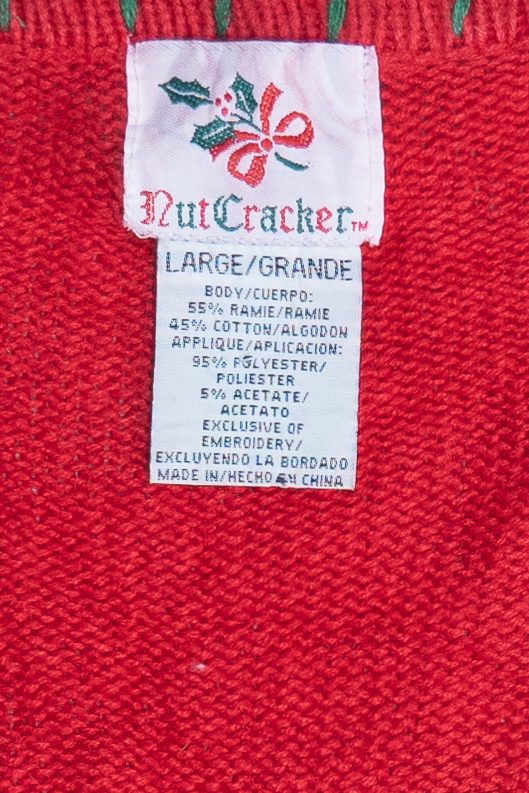 NutCracker™
LARGE/GRANDE
BODY/CUERPO:
55% RAMIE/RAMIE
45% COTTON/ALGODON
APPLIQUE/APLICACION:
95% POLYESTER/
POLIESTER
5% ACETATE/
ACETATO
EXCLUSIVE OF
EMBROIDERY/
EXCLUYENDO LA BORDADO
MADE IN/HECHO EN CHINA